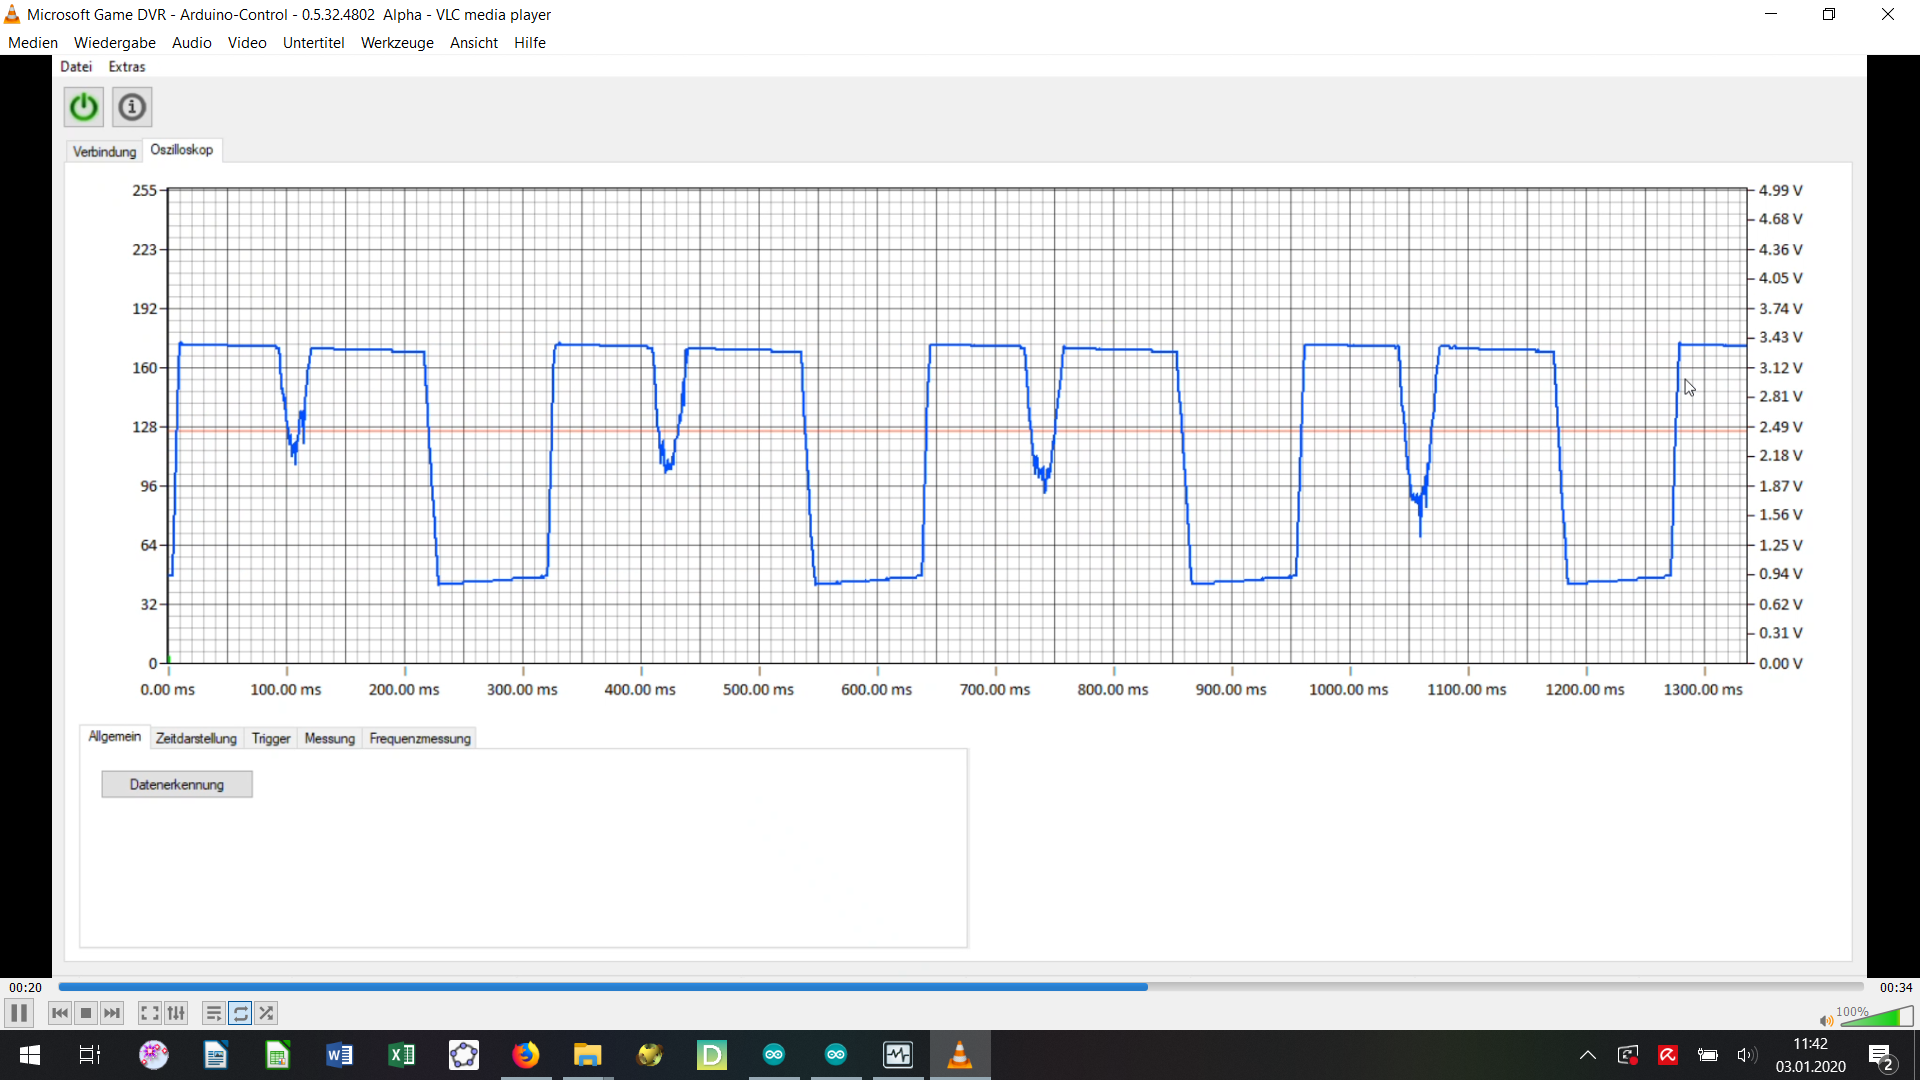 Microsoft Game DVR - Arduino-Control - 0.5.32.4802  Alpha - VLC media player
Medien Wiedergabe Audio Video Untertitel Werkzeuge Ansicht Hilfe
Datei Extras
Verbindung Oszilloskop
255 4.99 V
4.68 V
223 4.36 V
4.05 V
192 3.74 V
3.43 V
160 3.12 V
2.81 V
128 2.49 V
2.18 V
96 1.87 V
1.56 V
64 1.25 V
0.94 V
32 0.62 V
0.31 V
0 0.00 V
0.00 ms 100.00 ms 200.00 ms 300.00 ms 400.00 ms 500.00 ms 600.00 ms 700.00 ms 800.00 ms 900.00 ms 1000.00 ms 1100.00 ms 1200.00 ms 1300.00 ms
Allgemein Zeitdarstellung Trigger Messung Frequenzmessung
Datenerkennung
00:20 00:34
100%
11:42
03.01.2020
2